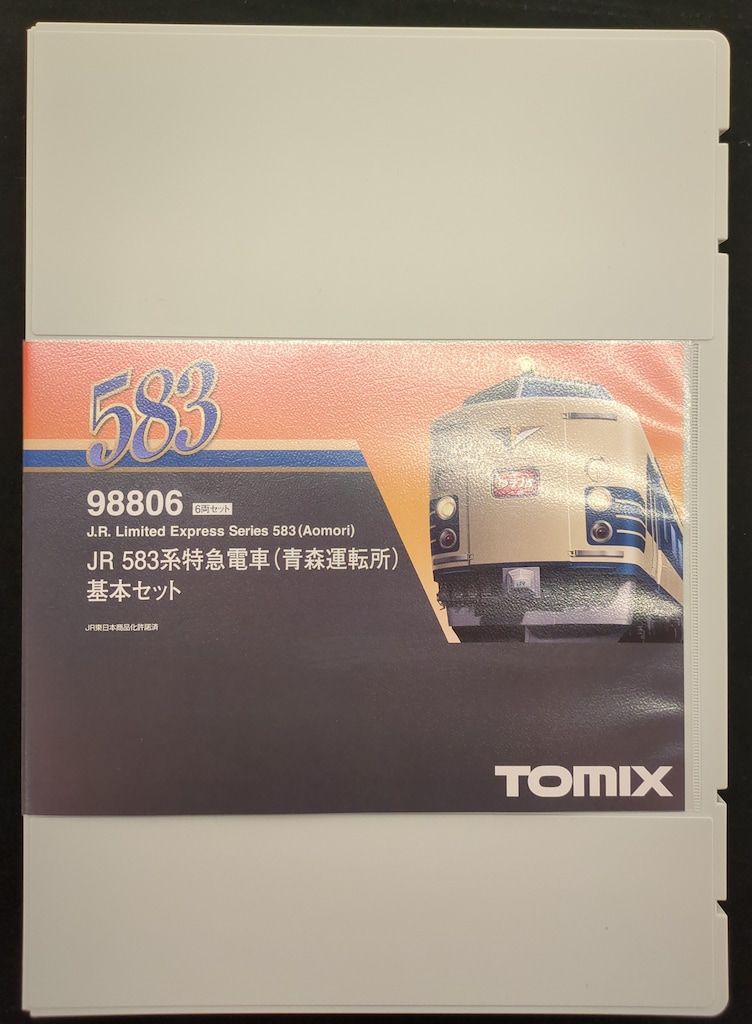 583
98806 6両セット
J.R. Limited Express Series 583(Aomori)
JR 583系特急電車(青森運転所)
基本セット
JR東日本商品化許諾済
TOMIX